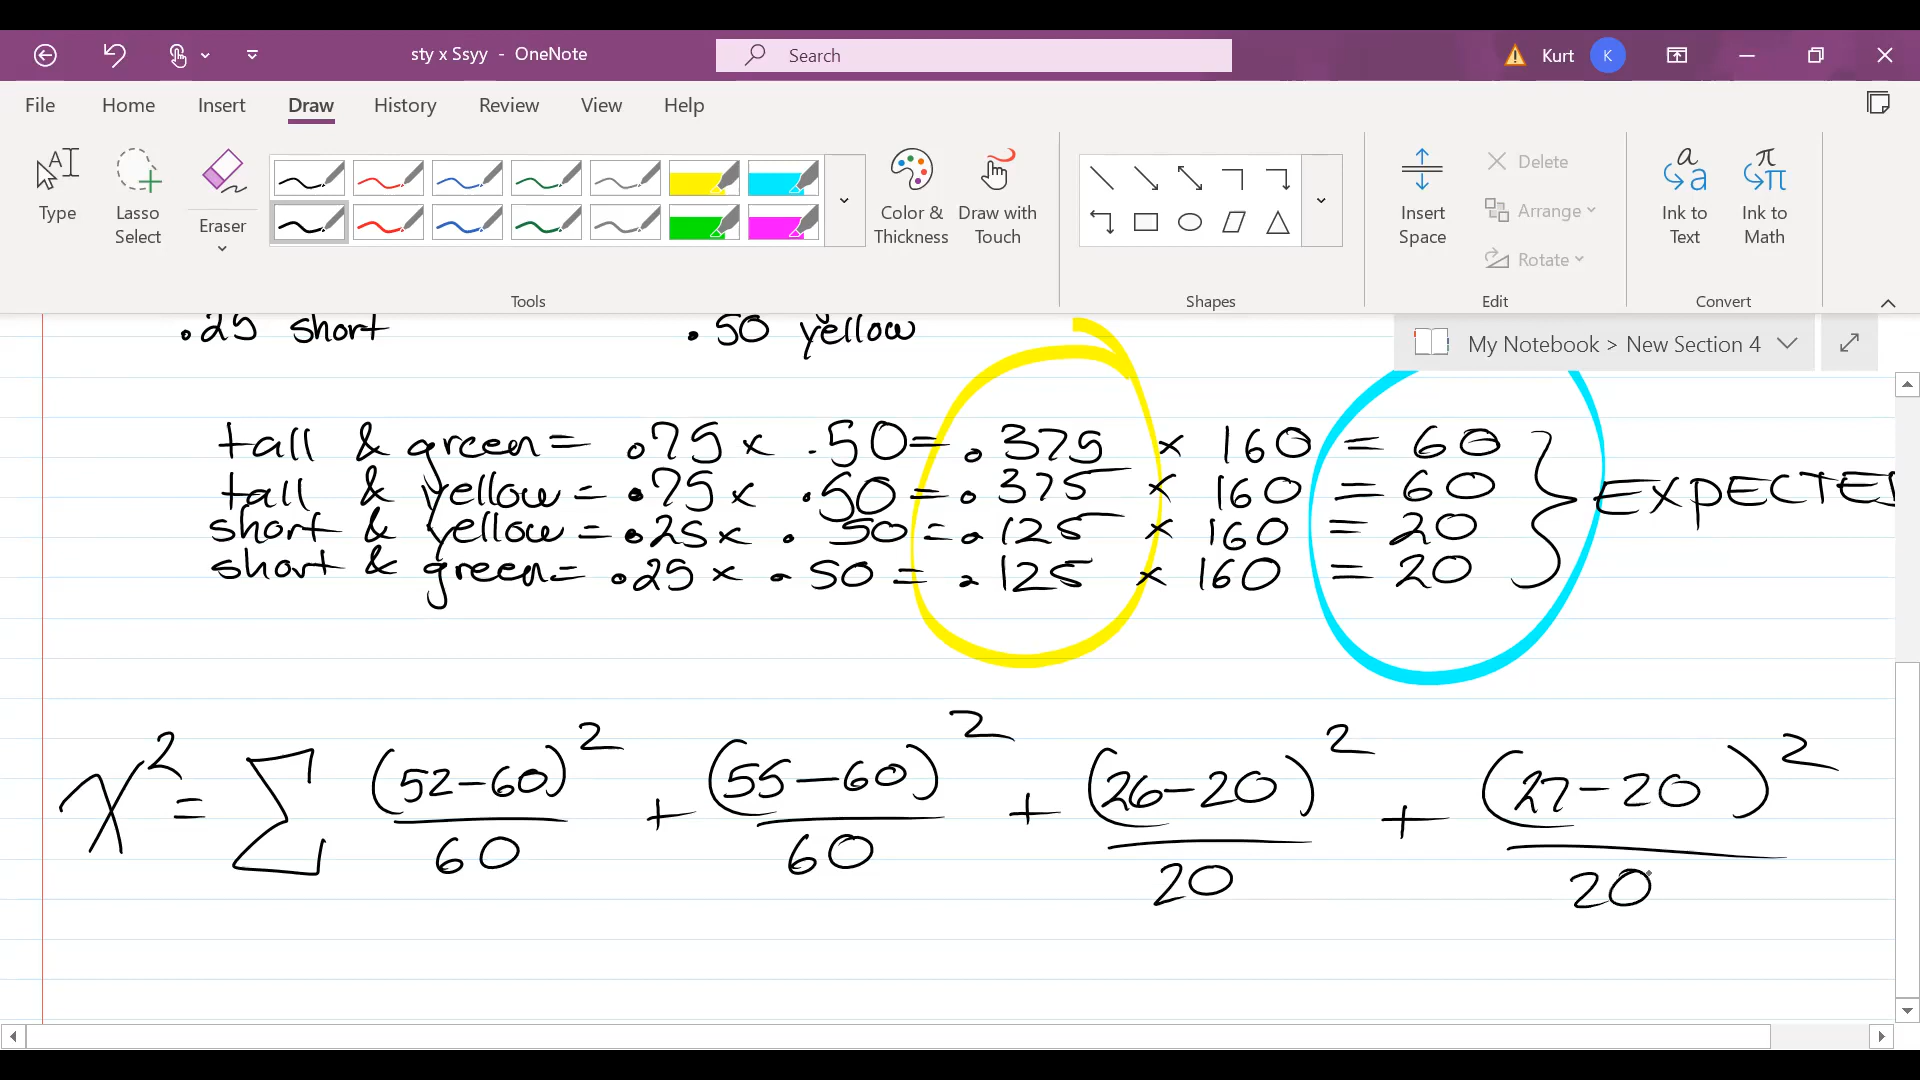 sty x Ssyy - OneNote
Search
Kurt K
File Home Insert Draw History Review View Help
Type
Lasso Select
Eraser
Color & Thickness
Draw with Touch
Insert Space
Delete
Arrange
Rotate
Ink to Text
Ink to Math
Tools Shapes Edit Convert
My Notebook > New Section 4
.25 short .50 yellow
tall & green = .75 x .50 = .375 x 160 = 60
tall & yellow = .75 x .50 = .375 x 160 = 60
short & yellow = .25 x .50 = .125 x 160 = 20
short & green = .25 x .50 = .125 x 160 = 20
} EXPECTED
χ² = Σ (52-60)²/60 + (55-60)²/60 + (26-20)²/20 + (27-20)²/20